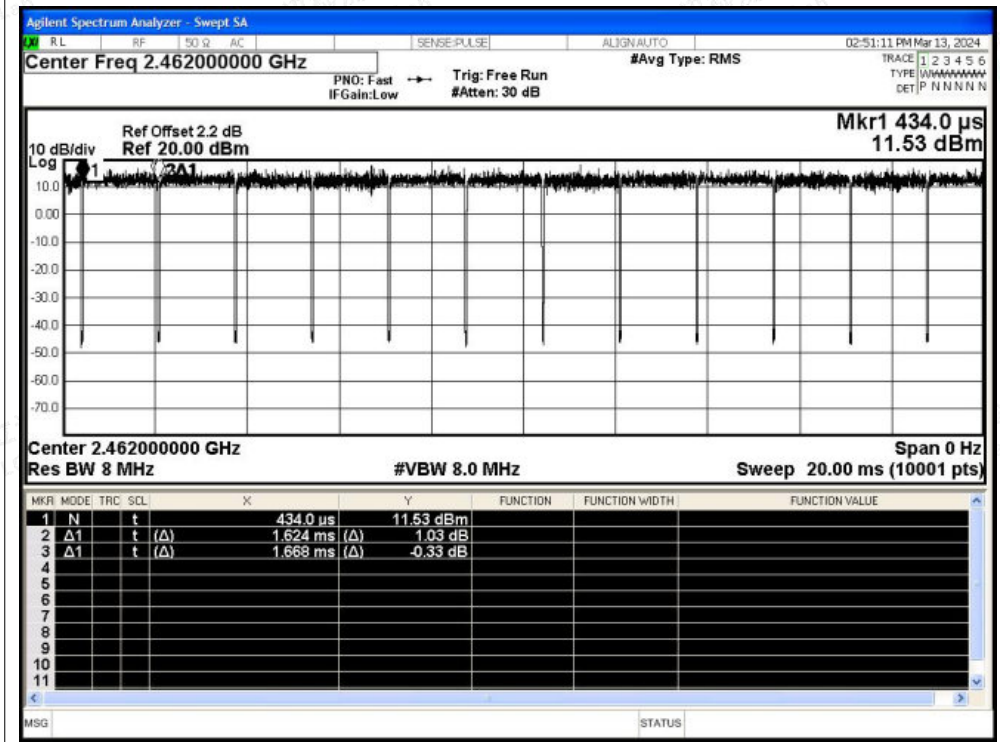 Agilent Spectrum Analyzer - Swept SA
LXI RL RF 50 Ω AC SENSE:PULSE ALIGNAUTO 02:51:11 PM Mar 13, 2024
Center Freq 2.462000000 GHz
PNO: Fast
IFGain:Low
Trig: Free Run
#Atten: 30 dB
#Avg Type: RMS
TRACE 1 2 3 4 5 6
TYPE WWWWWW
DET P N N N N N
Mkr1 434.0 µs
11.53 dBm
Ref Offset 2.2 dB
10 dB/div Ref 20.00 dBm
Log
1
3Δ1
10.0
0.00
-10.0
-20.0
-30.0
-40.0
-50.0
-60.0
-70.0
Center 2.462000000 GHz Span 0 Hz
Res BW 8 MHz #VBW 8.0 MHz Sweep 20.00 ms (10001 pts)
MKR MODE TRC SCL X Y FUNCTION FUNCTION WIDTH FUNCTION VALUE
1 N t 434.0 µs 11.53 dBm
2 Δ1 t (Δ) 1.624 ms (Δ) 1.03 dB
3 Δ1 t (Δ) 1.668 ms (Δ) -0.33 dB
4
5
6
7
8
9
10
11
MSG STATUS